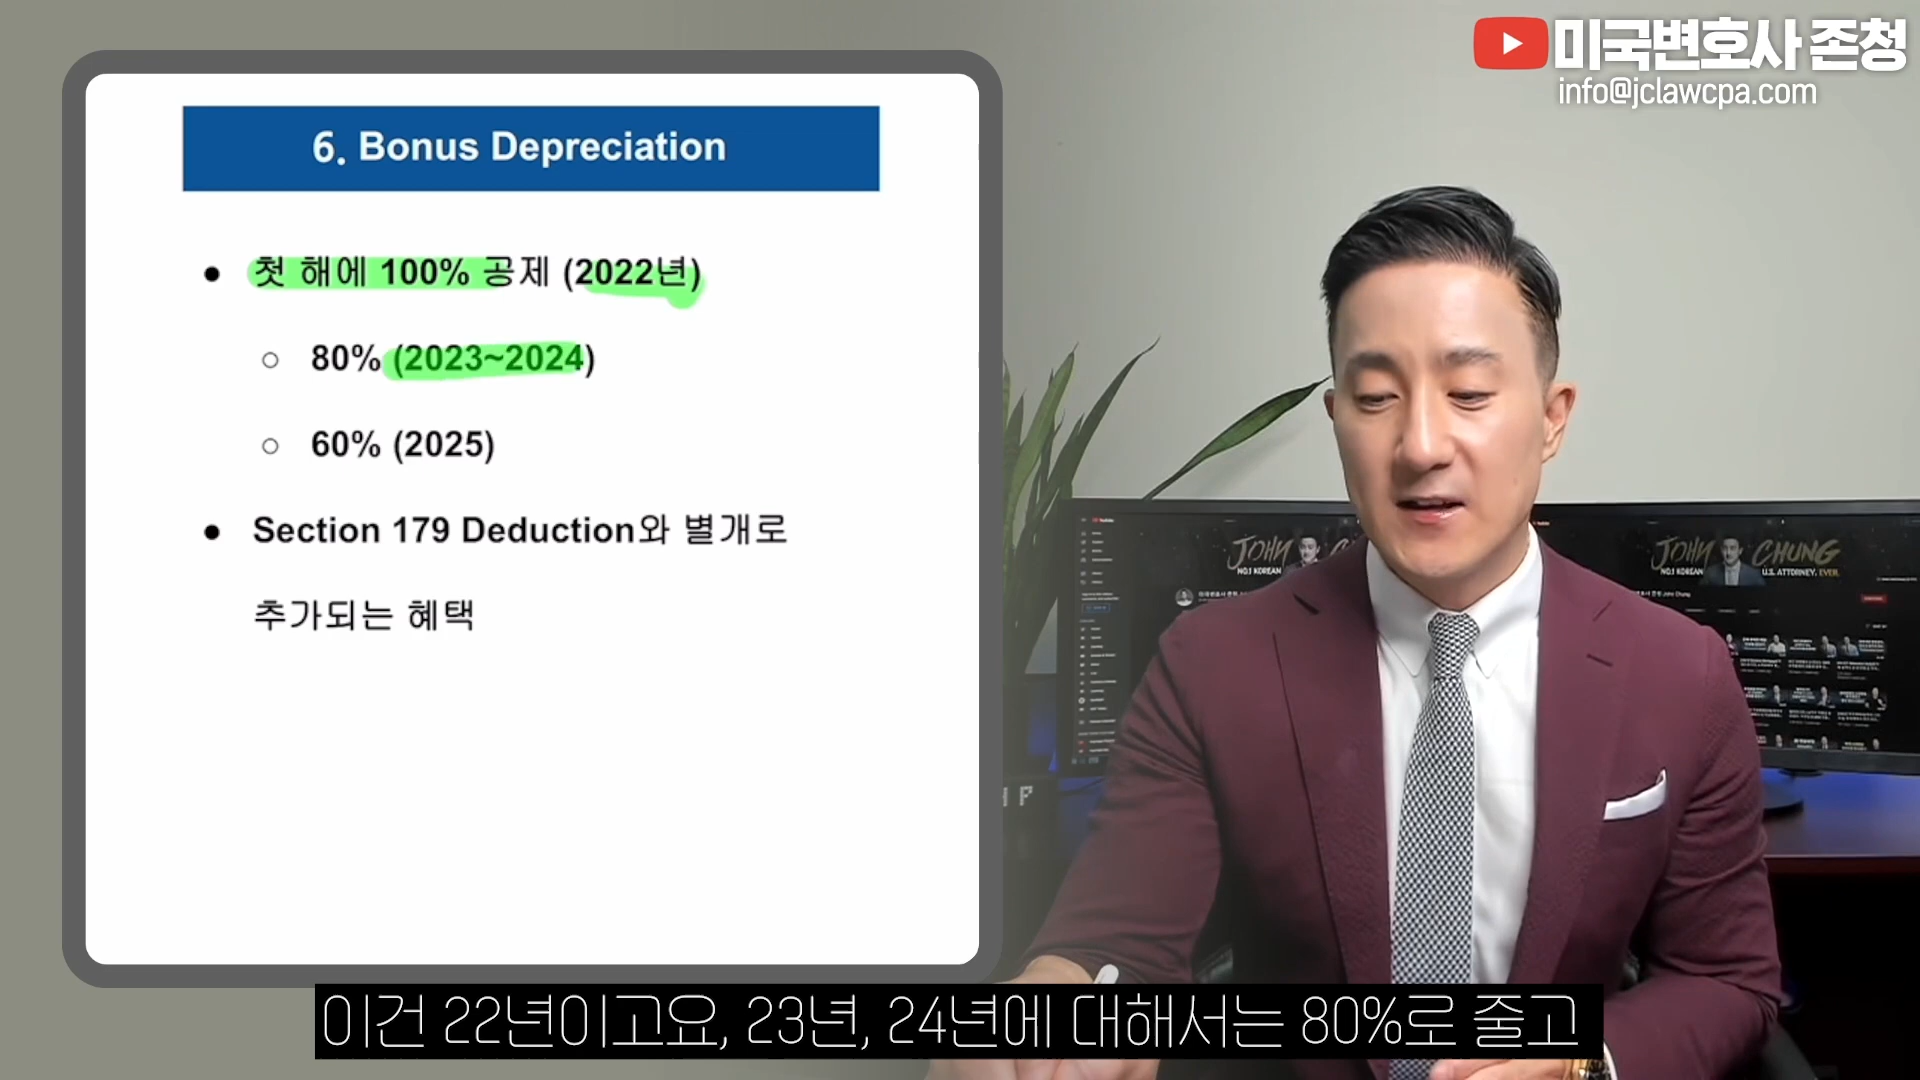 미국변호사 존청
info@jclawcpa.com
6. Bonus Depreciation
첫 해에 100% 공제 (2022년)
80% (2023~2024)
60% (2025)
Section 179 Deduction와 별개로
추가되는 혜택
JOHN
NO.1 KOREAN
JOHN CHUNG
NO.1 KOREAN U.S. ATTORNEY. EVER.
이건 22년이고요, 23년, 24년에 대해서는 80%로 줄고